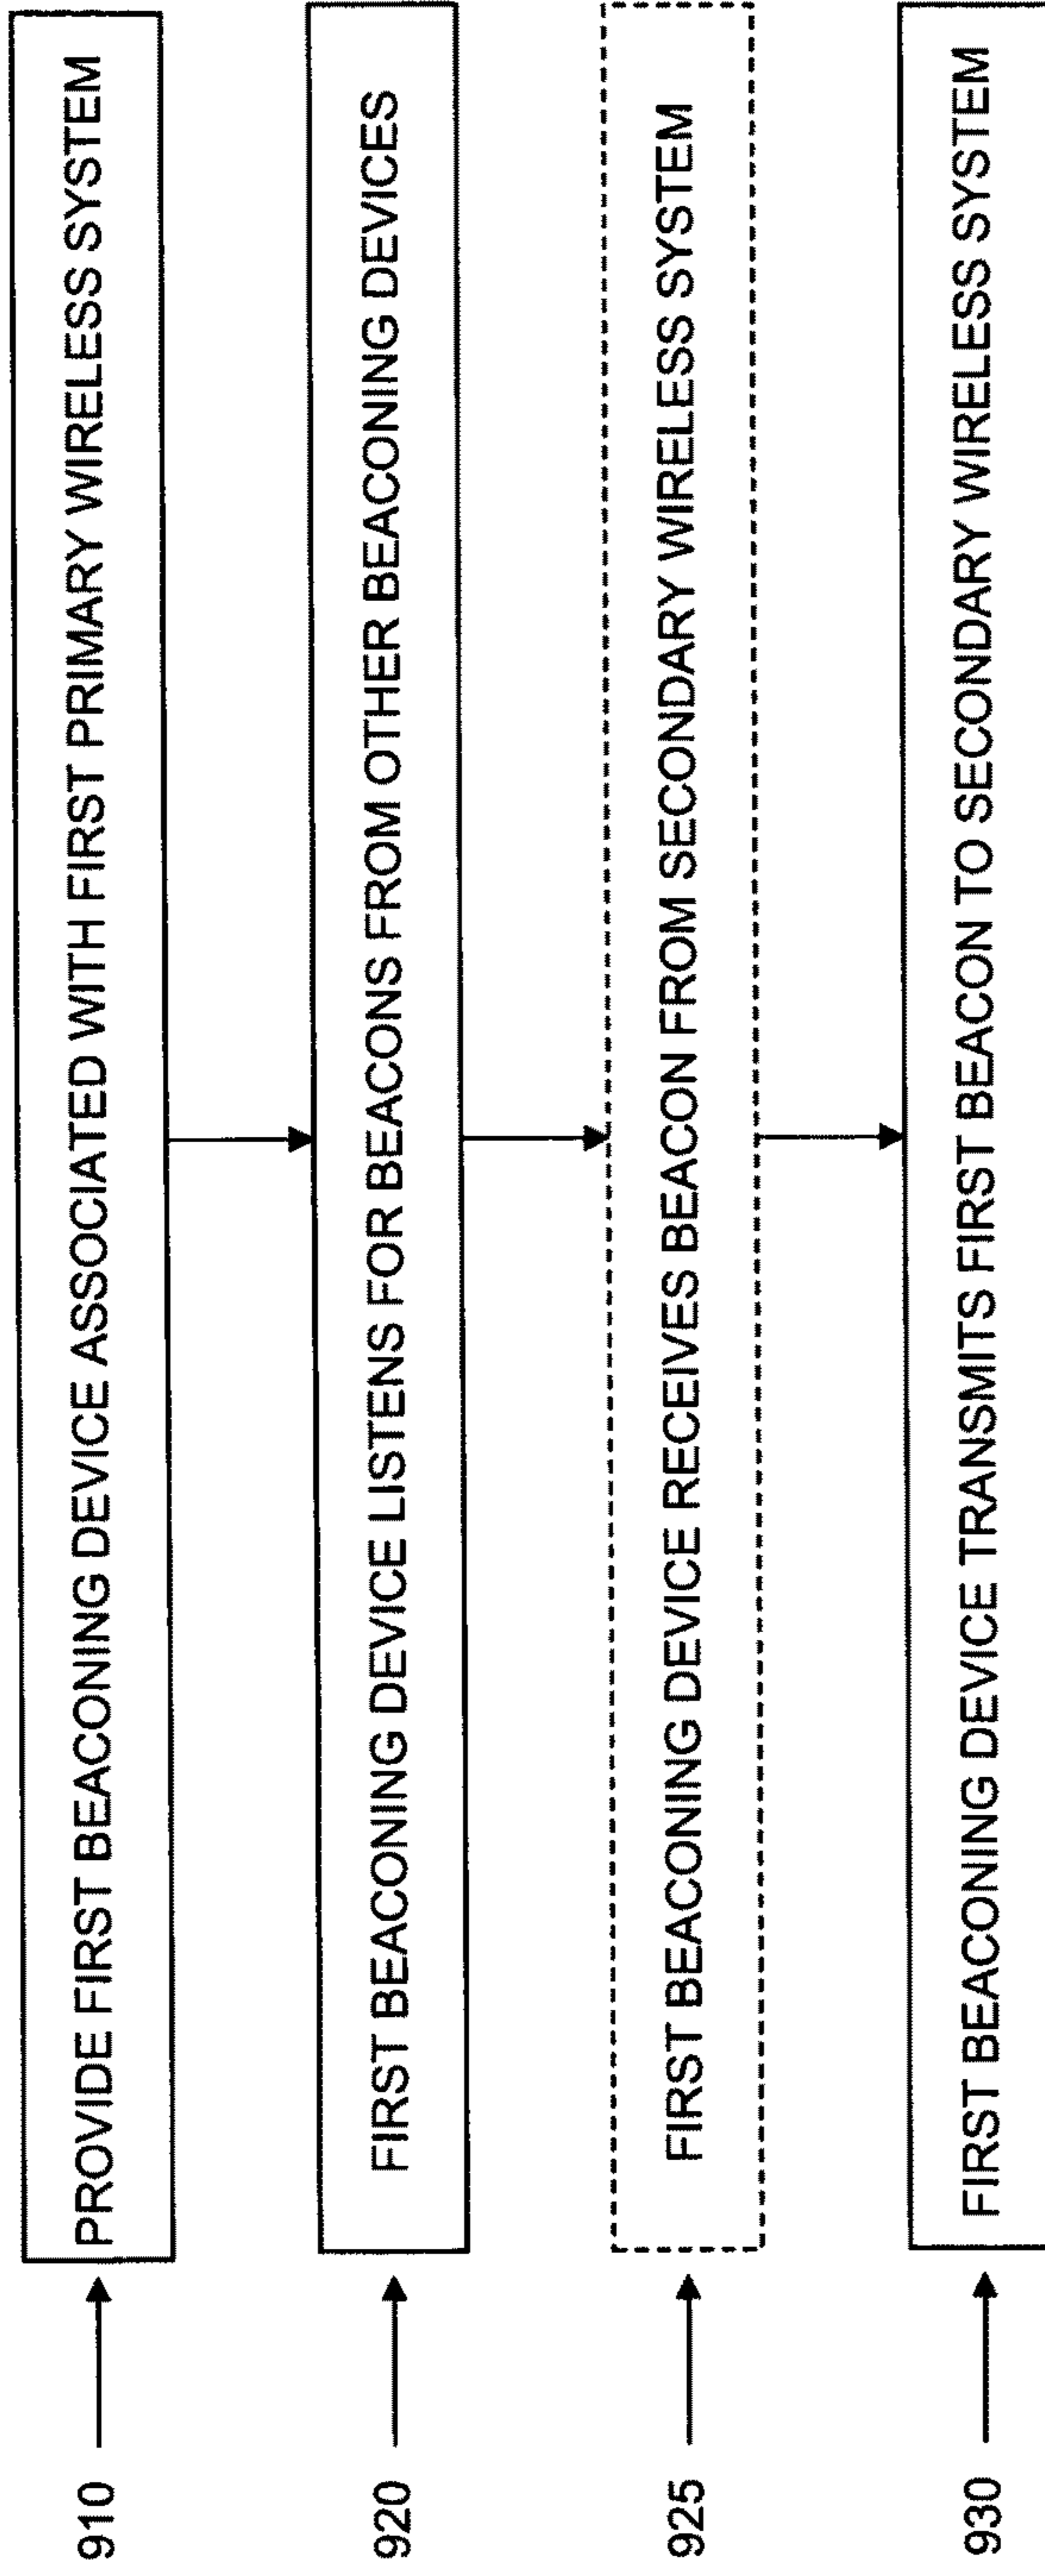 910
PROVIDE FIRST BEACONING DEVICE ASSOCIATED WITH FIRST PRIMARY WIRELESS SYSTEM
920
FIRST BEACONING DEVICE LISTENS FOR BEACONS FROM OTHER BEACONING DEVICES
925
FIRST BEACONING DEVICE RECEIVES BEACON FROM SECONDARY WIRELESS SYSTEM
930
FIRST BEACONING DEVICE TRANSMITS FIRST BEACON TO SECONDARY WIRELESS SYSTEM